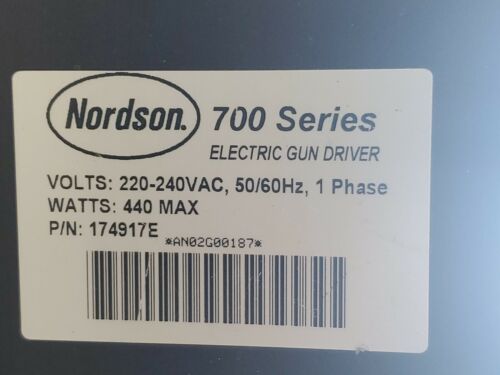 Nordson. 700 Series
ELECTRIC GUN DRIVER
VOLTS: 220-240VAC, 50/60Hz, 1 Phase
WATTS: 440 MAX
P/N: 174917E
*AN02G00187*